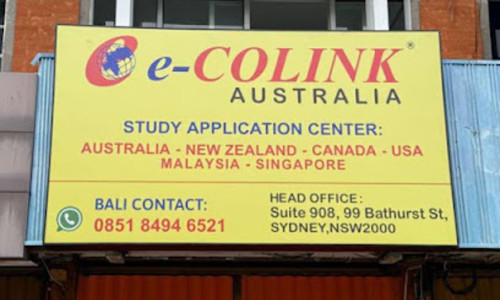 e-COLINK®
AUSTRALIA
STUDY APPLICATION CENTER:
AUSTRALIA - NEW ZEALAND - CANADA - USA
MALAYSIA - SINGAPORE
BALI CONTACT:
0851 8494 6521
HEAD OFFICE:
Suite 908, 99 Bathurst St,
SYDNEY,NSW2000